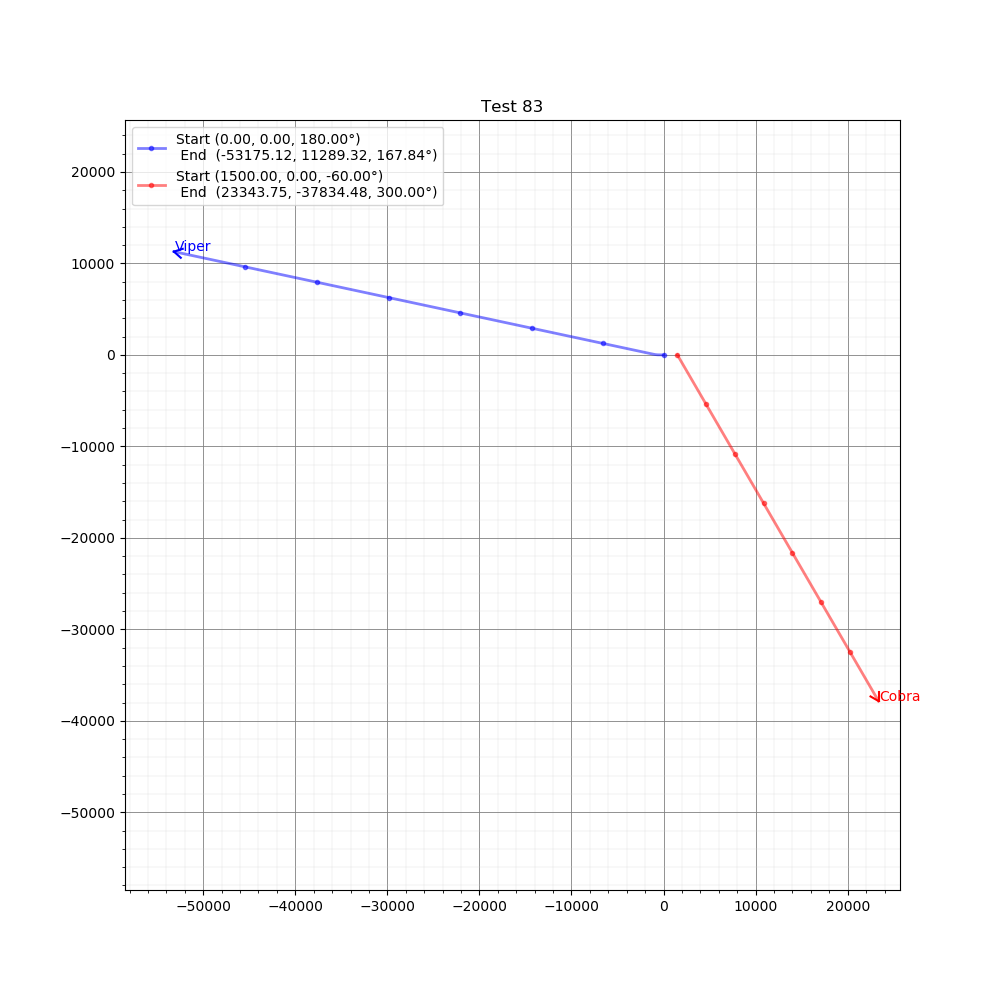 Test 83
Start (0.00, 0.00, 180.00°)
End (-53175.12, 11289.32, 167.84°)
Start (1500.00, 0.00, -60.00°)
End (23343.75, -37834.48, 300.00°)
20000
10000
0
−10000
−20000
−30000
−40000
−50000
Viper
Cobra
−50000
−40000
−30000
−20000
−10000
0
10000
20000